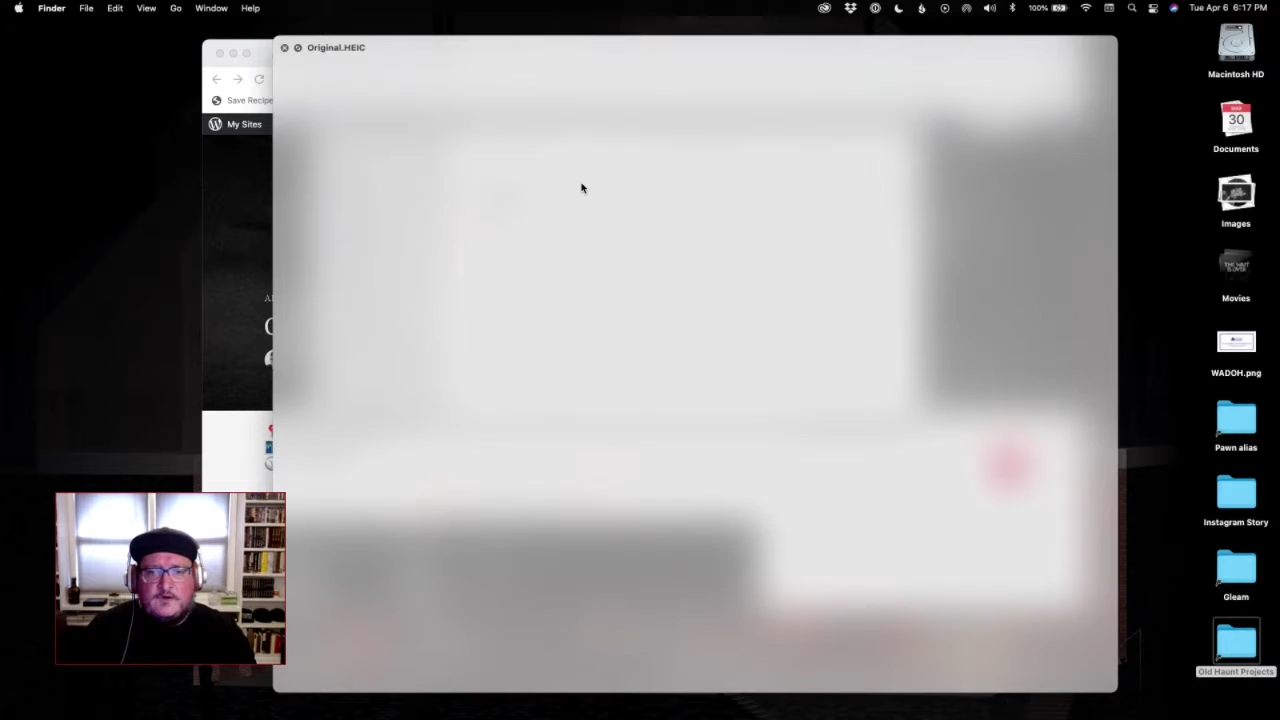 Finder File Edit View Go Window Help
100% Tue Apr 6 6:17 PM
Original.HEIC
Save Recipe
My Sites
Macintosh HD
30
Documents
Images
Movies
WADOH.png
Pawn alias
Instagram Story
Gleam
Old Haunt Projects